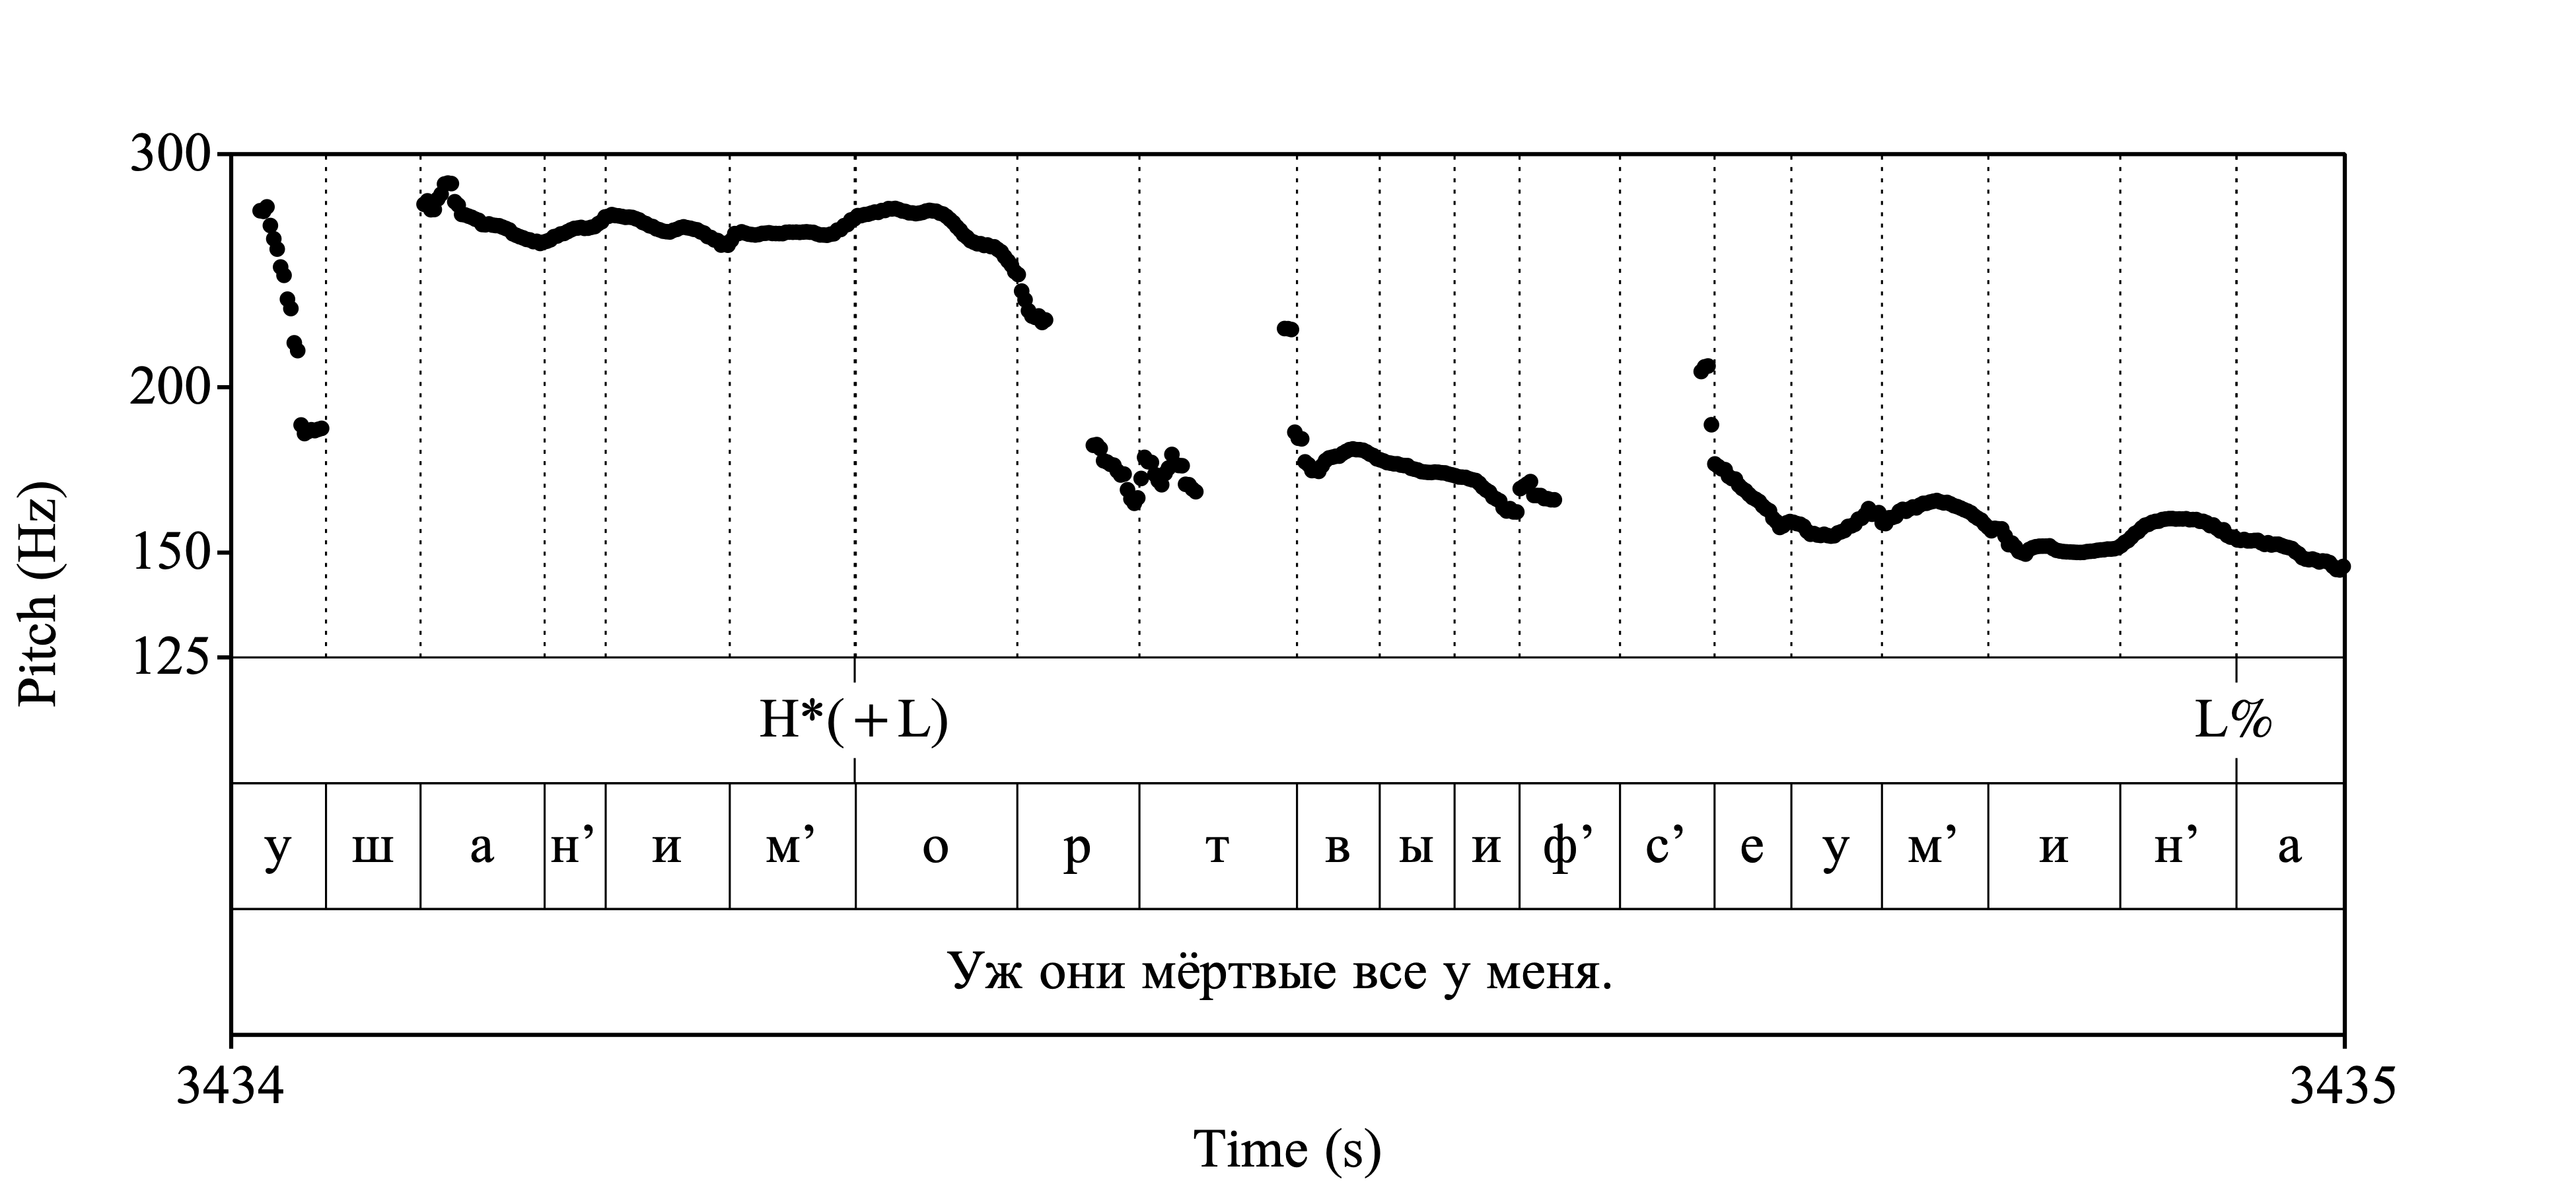 300
200
150
125
Pitch (Hz)
H*(+L) L%
у ш а н’ и м’ о р т в ы и ф’ с’ е у м’ и н’ а
Уж они мёртвые все у меня.
3434 3435
Time (s)